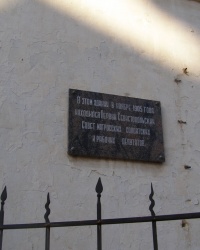 В этом здании в ноябре 1905 года
находился первый Севастопольский
Совет матросских солдатских
и рабочих депутатов